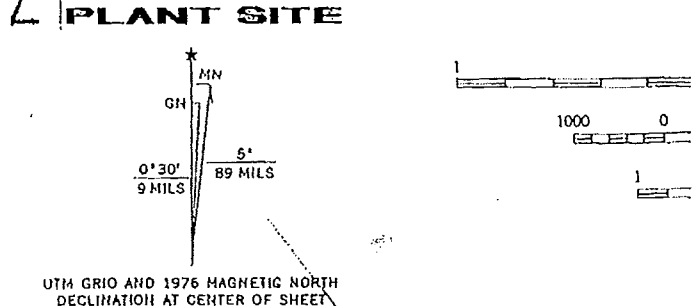 PLANT SITE
★
MN
GN
0°30'
9 MILS
5°
89 MILS
UTM GRID AND 1976 MAGNETIC NORTH
DECLINATION AT CENTER OF SHEET
1
1000 0
1